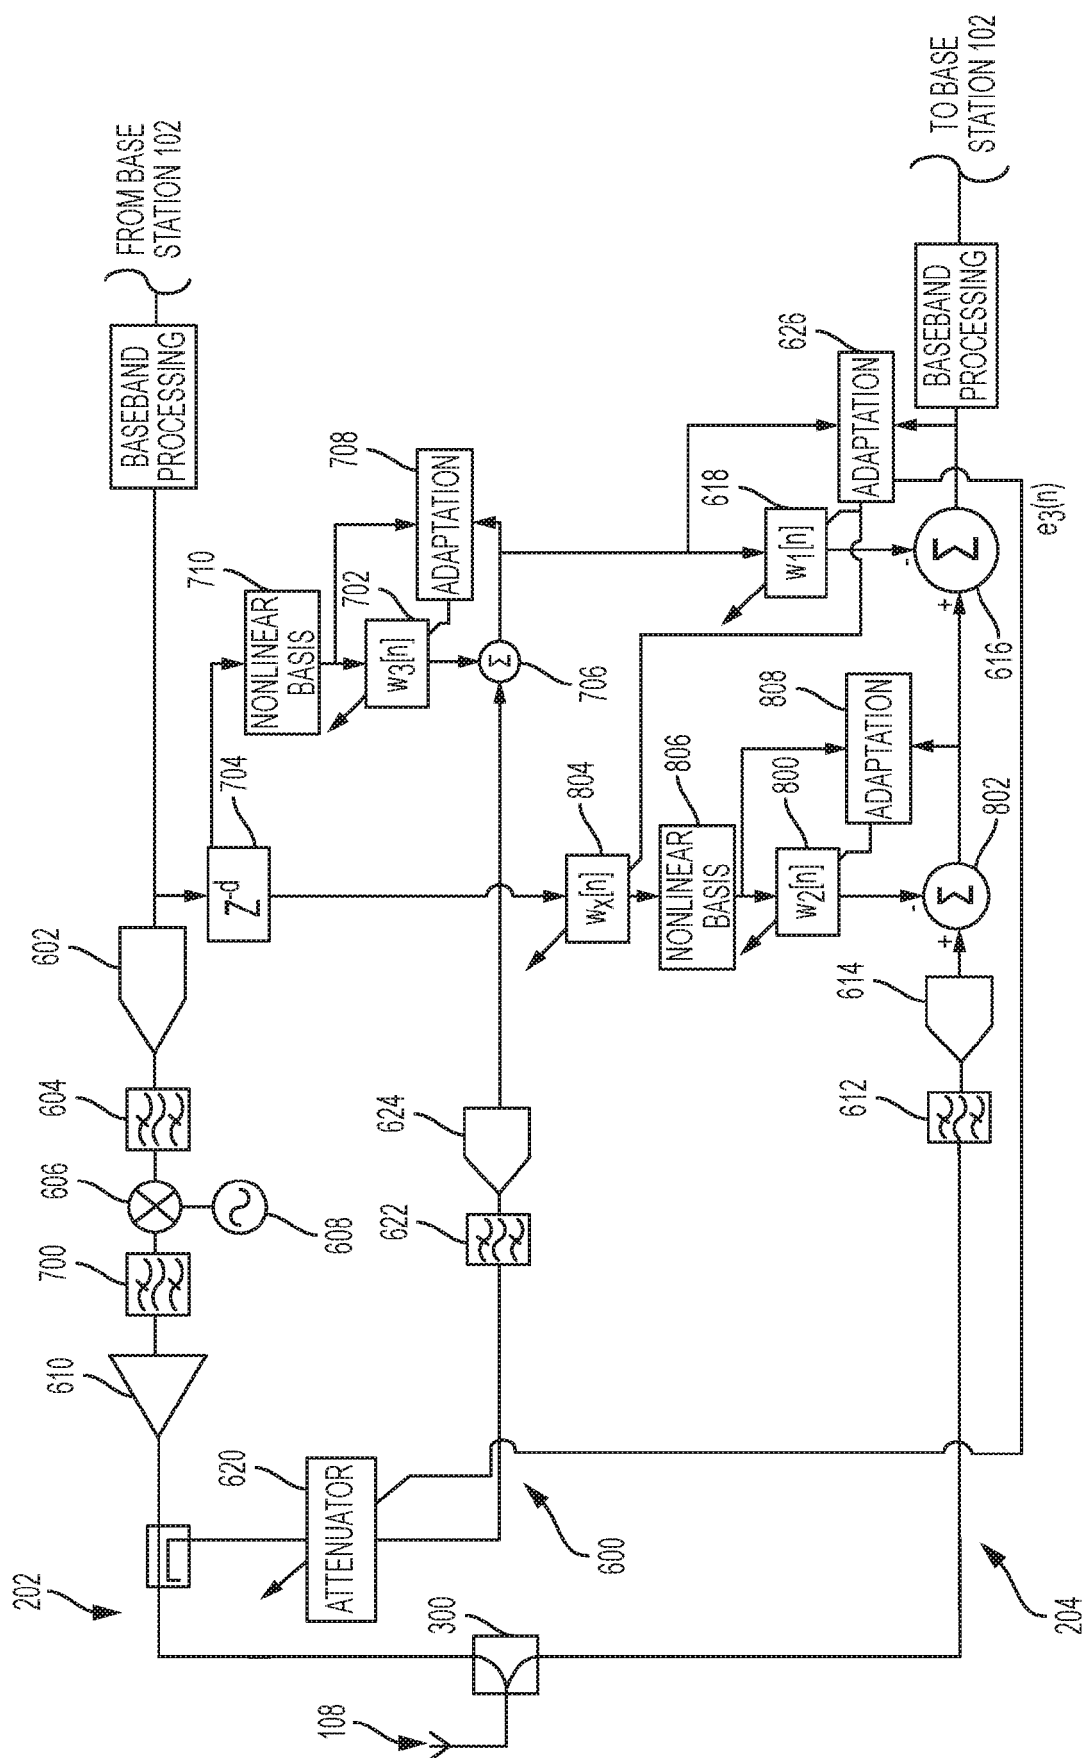 FROM BASE
STATION 102
TO BASE
STATION 102
BASEBAND
PROCESSING
BASEBAND
PROCESSING
602
604
606
608
700
610
202
620
ATTENUATOR
300
108
600
204
622
624
704
Z-d
710
NONLINEAR
BASIS
702
w3[n]
708
ADAPTATION
Σ
706
804
wx[n]
806
NONLINEAR
BASIS
800
w2[n]
808
ADAPTATION
618
w1[n]
626
ADAPTATION
612
614
+
-
Σ
802
+
-
Σ
616
e3(n)